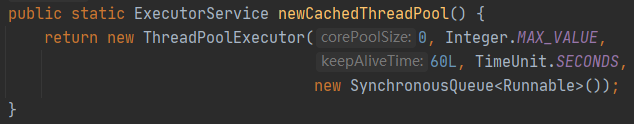 public static ExecutorService newCachedThreadPool() {
return new ThreadPoolExecutor( corePoolSize: 0, Integer.MAX_VALUE,
keepAliveTime: 60L, TimeUnit.SECONDS,
new SynchronousQueue<Runnable>());
}